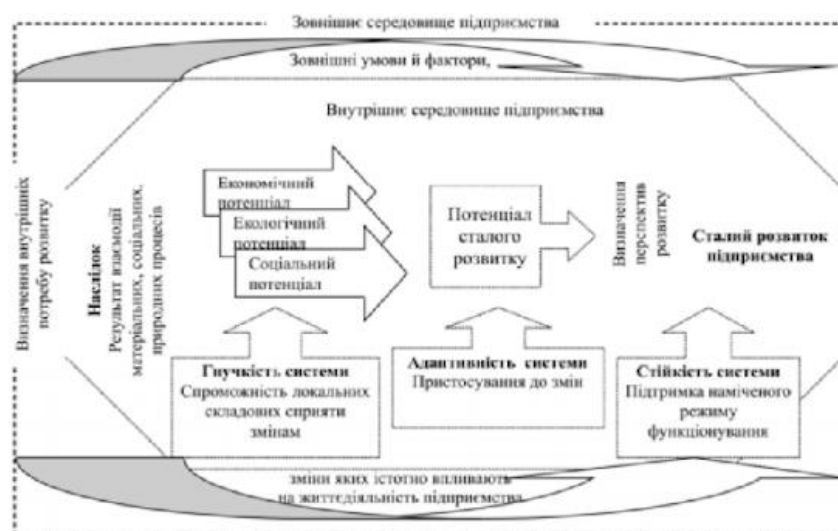 Зовнішнє середовище підприємства
Зовнішні умови й фактори,
Внутрішнє середовище підприємства
Визначення внутрішніх
потребу розвитку
Наслідок
Результат взаємодії
матеріальних, соціальних,
природних процесів
Економічний
потенціал
Екологічний
потенціал
Соціальний
потенціал
Потенціал
сталого
розвитку
Визначення
перспектив
розвитку
Сталий розвиток
підприємства
Гнучкість системи
Спроможність локальних
складових сприяти
змінам
Адаптивність системи
Пристосування до змін
Стійкість системи
Підтримка наміченого
режиму
функціонування
зміни яких істотно впливають
на життєдіяльність підприємства